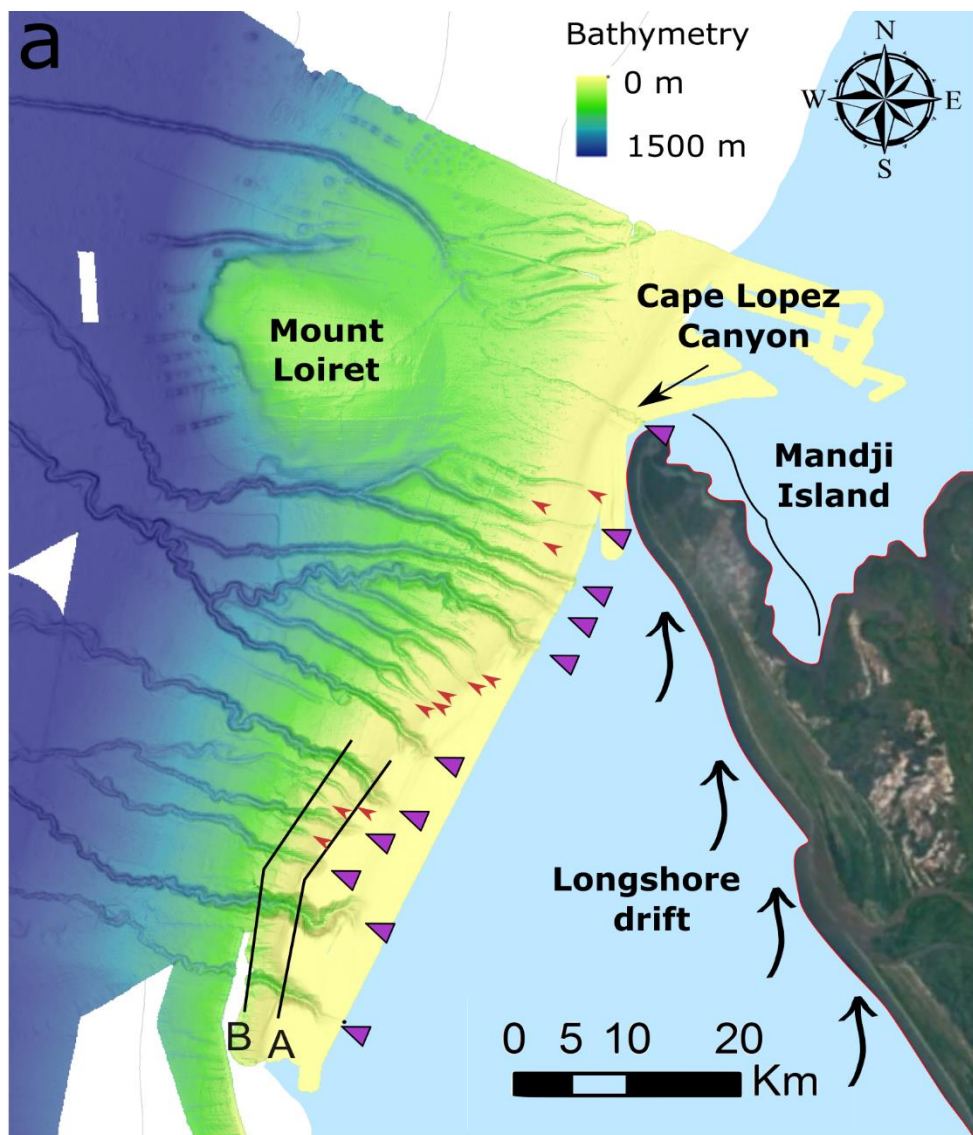 a
Bathymetry
0 m
1500 m
N
W
E
S
Cape Lopez
Canyon
Mount
Loiret
Mandji
Island
Longshore
drift
B
A
0 5 10 20
Km